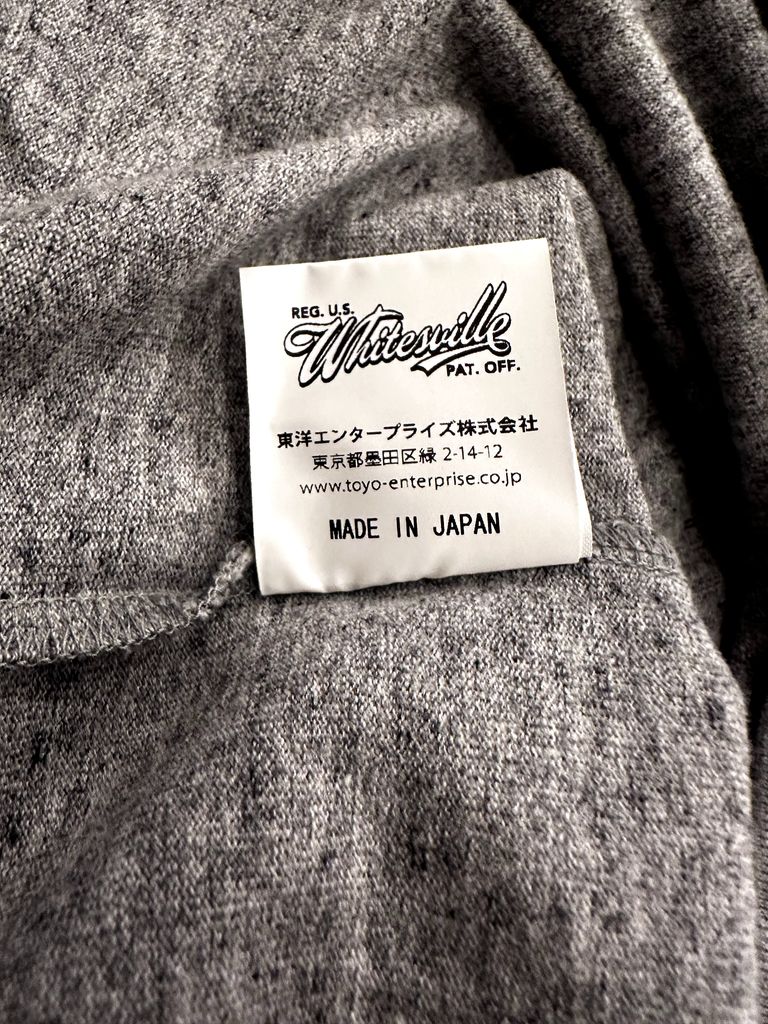 REG. U.S.
Whitesville
PAT. OFF.
東洋エンタープライズ株式会社
東京都墨田区緑 2-14-12
www.toyo-enterprise.co.jp
MADE IN JAPAN